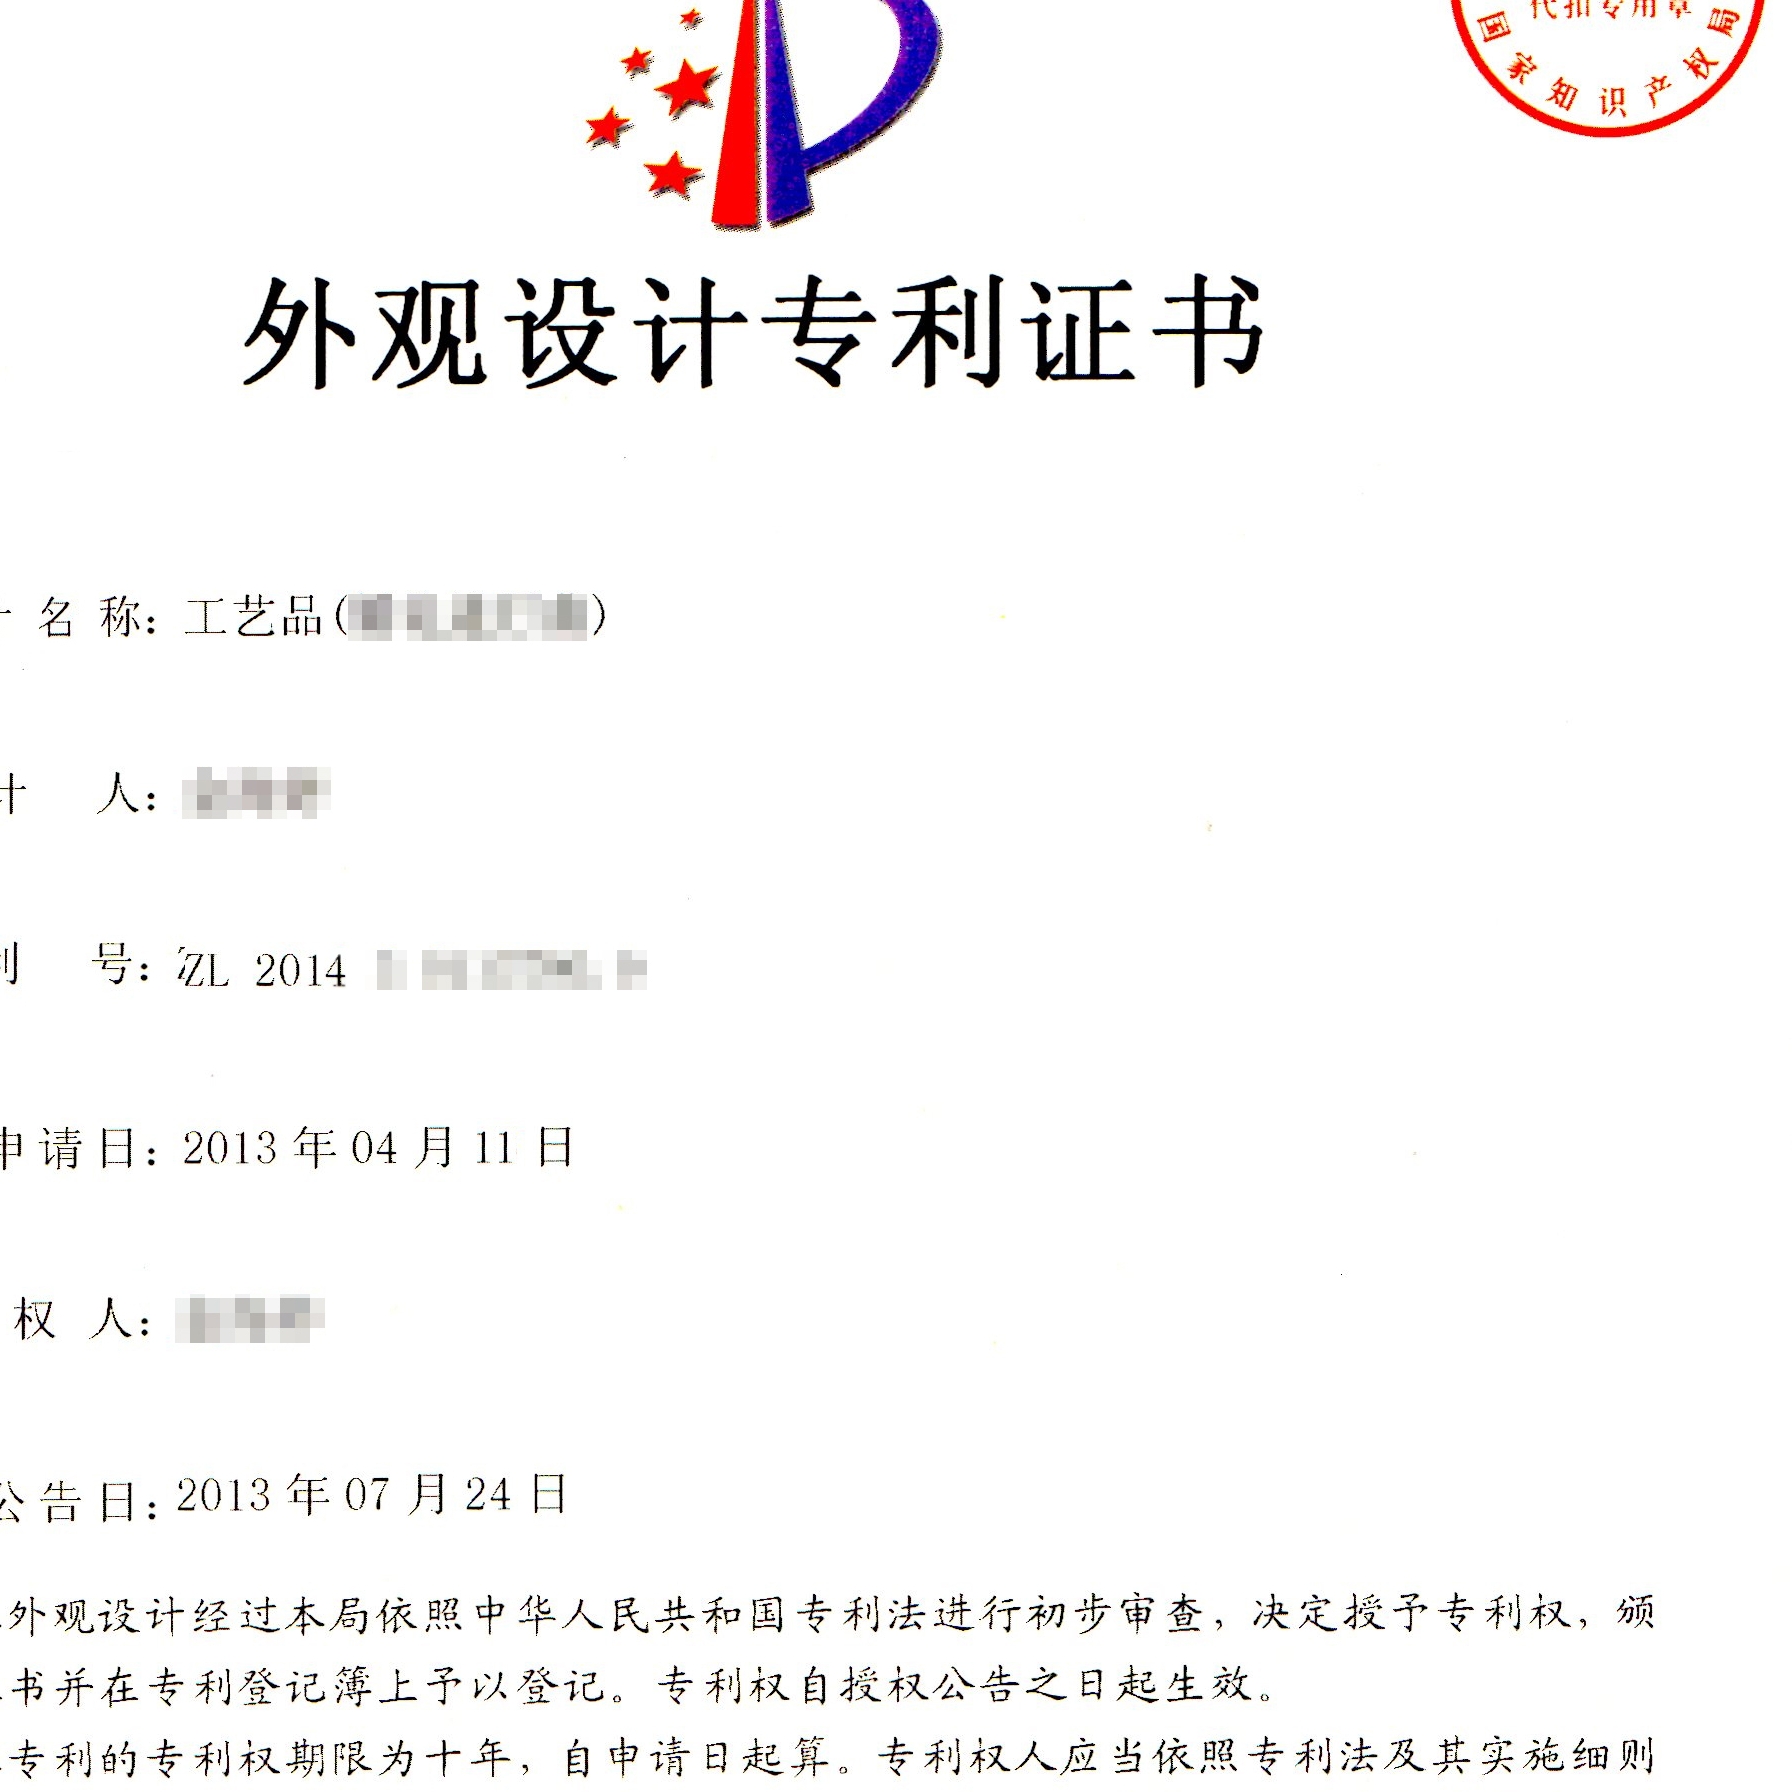 代扣专用章
国家知识产权局
外观设计专利证书
名 称：工艺品( )
计 人：
号：ZL 2014
申请日：2013 年 04 月 11 日
权 人：
公告日：2013 年 07 月 24 日
外观设计经过本局依照中华人民共和国专利法进行初步审查，决定授予专利权，颁
书并在专利登记簿上予以登记。专利权自授权公告之日起生效。
专利的专利权期限为十年，自申请日起算。专利权人应当依照专利法及其实施细则